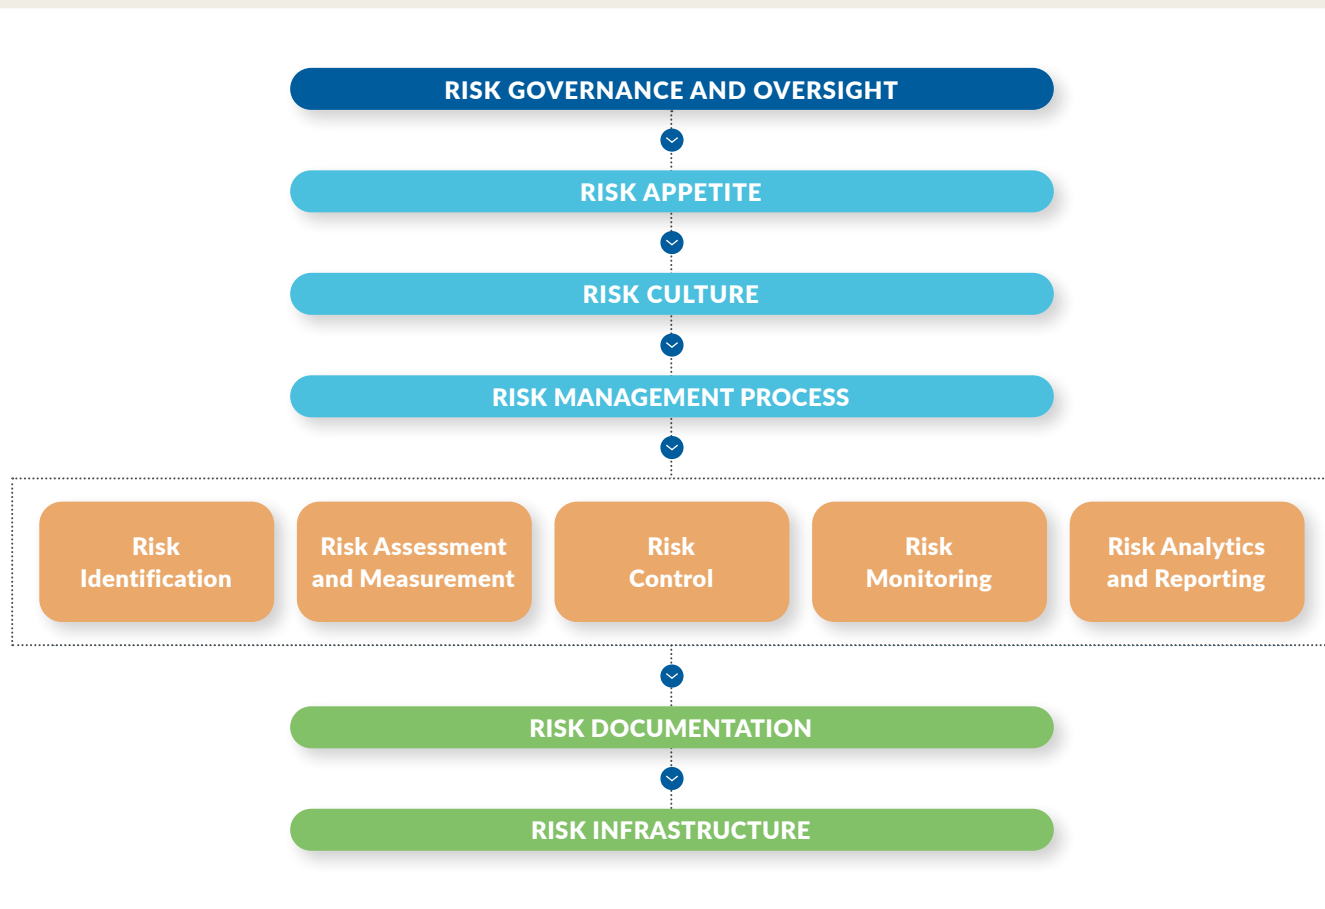 RISK GOVERNANCE AND OVERSIGHT
RISK APPETITE
RISK CULTURE
RISK MANAGEMENT PROCESS
Risk
Identification
Risk Assessment
and Measurement
Risk
Control
Risk
Monitoring
Risk Analytics
and Reporting
RISK DOCUMENTATION
RISK INFRASTRUCTURE